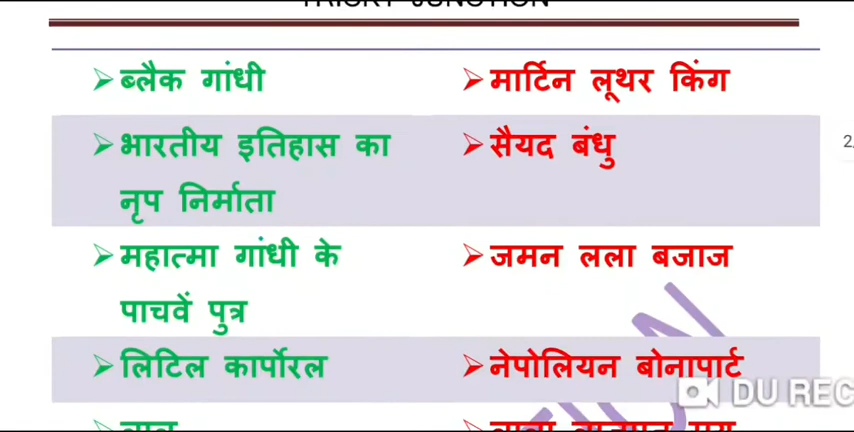 ब्लैक गांधी मार्टिन लूथर किंग
भारतीय इतिहास का सैयद बंधु
नृप निर्माता
महात्मा गांधी के जमन लला बजाज
पाचवें पुत्र
लिटिल कार्पोरल नेपोलियन बोनापार्ट
DU REC